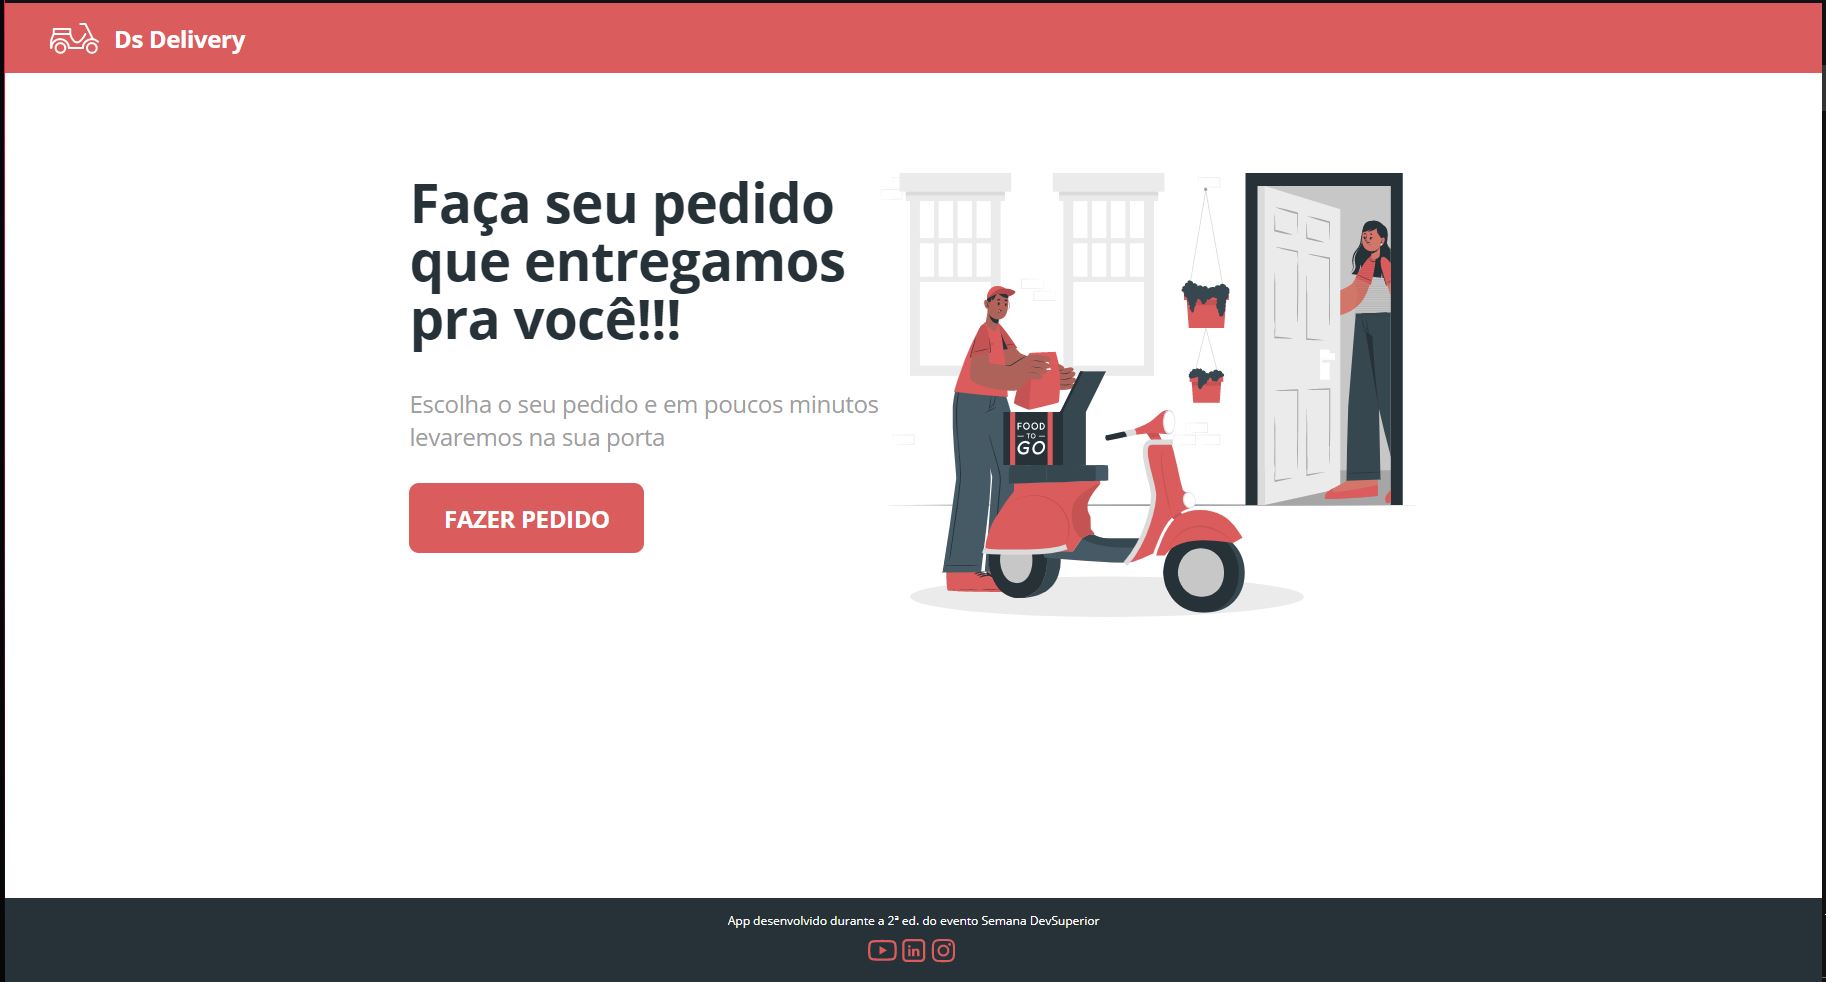 Ds Delivery
Faça seu pedido
que entregamos
pra você!!!
Escolha o seu pedido e em poucos minutos
levaremos na sua porta
FAZER PEDIDO
FOOD
TO
GO
App desenvolvido durante a 2ª ed. do evento Semana DevSuperior
in